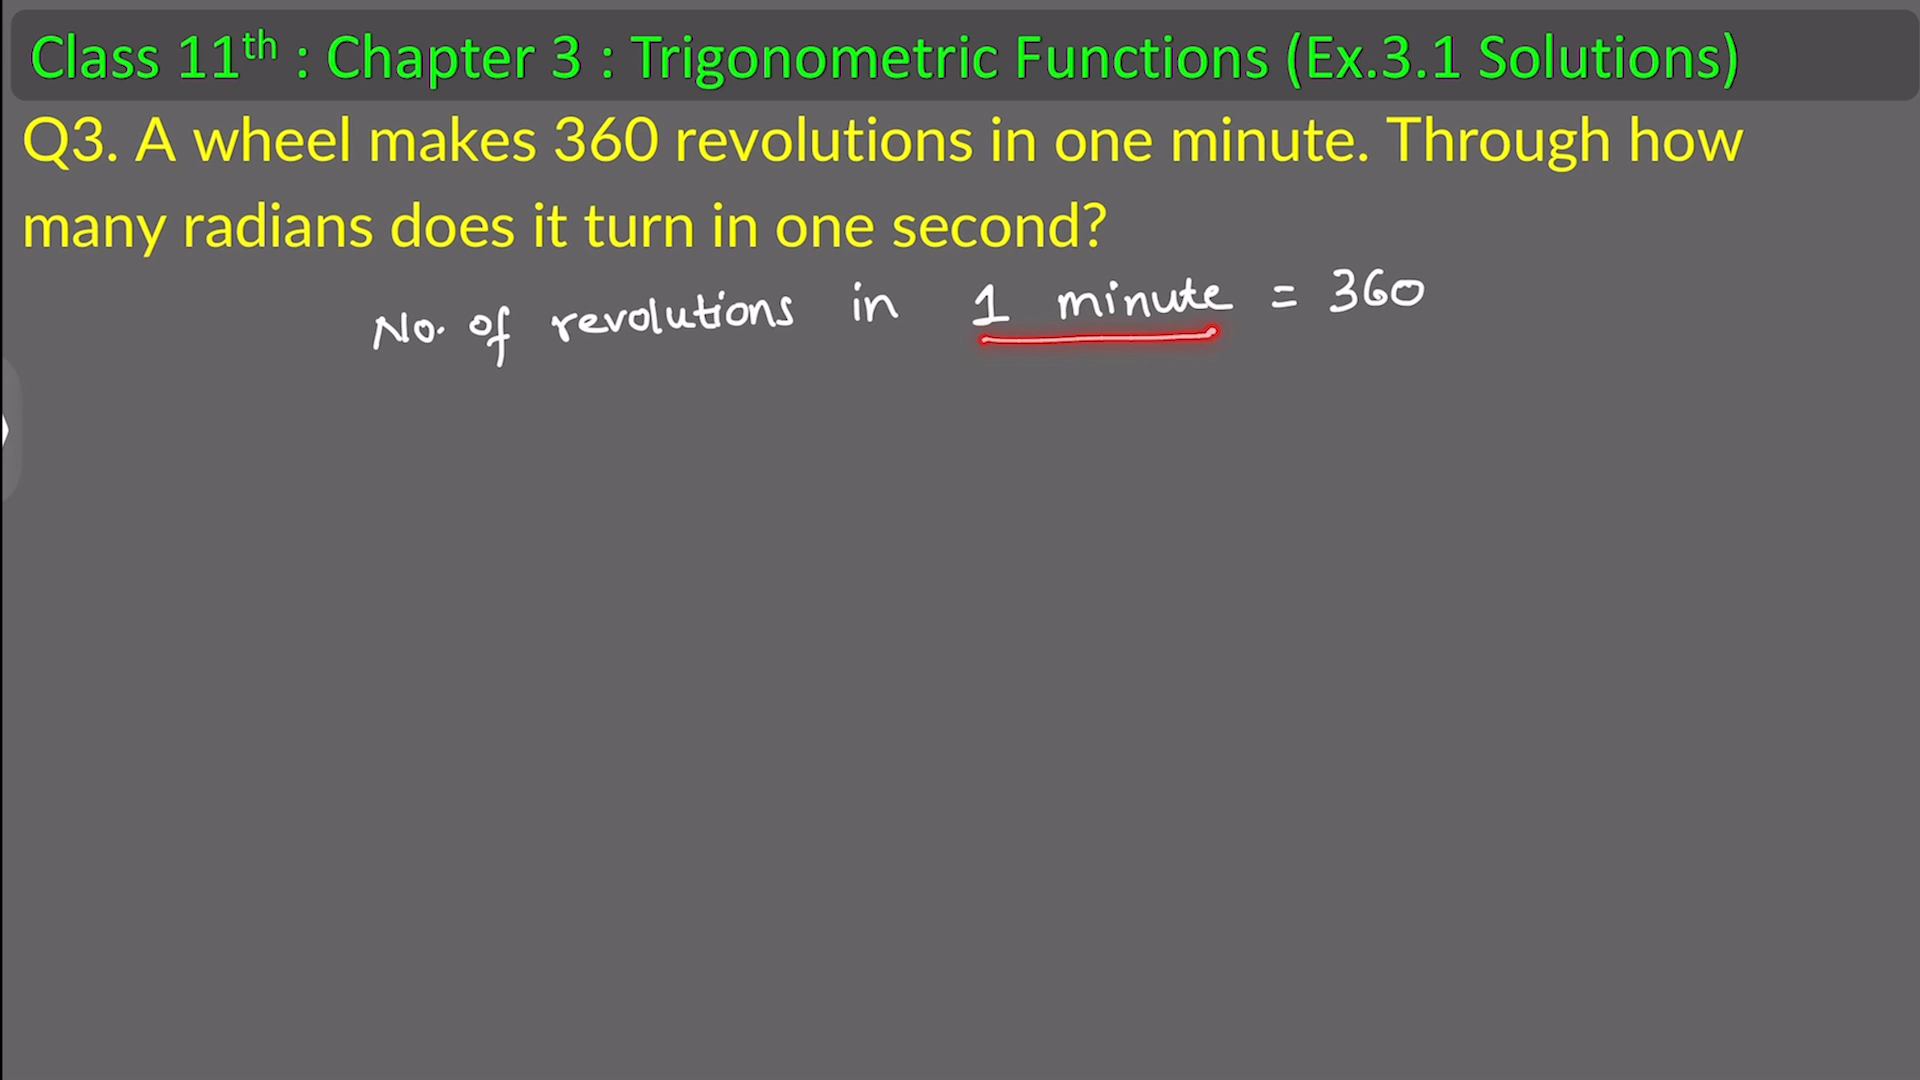 Class 11th : Chapter 3 : Trigonometric Functions (Ex.3.1 Solutions)
Q3. A wheel makes 360 revolutions in one minute. Through how
many radians does it turn in one second?
No. of revolutions in 1 minute = 360